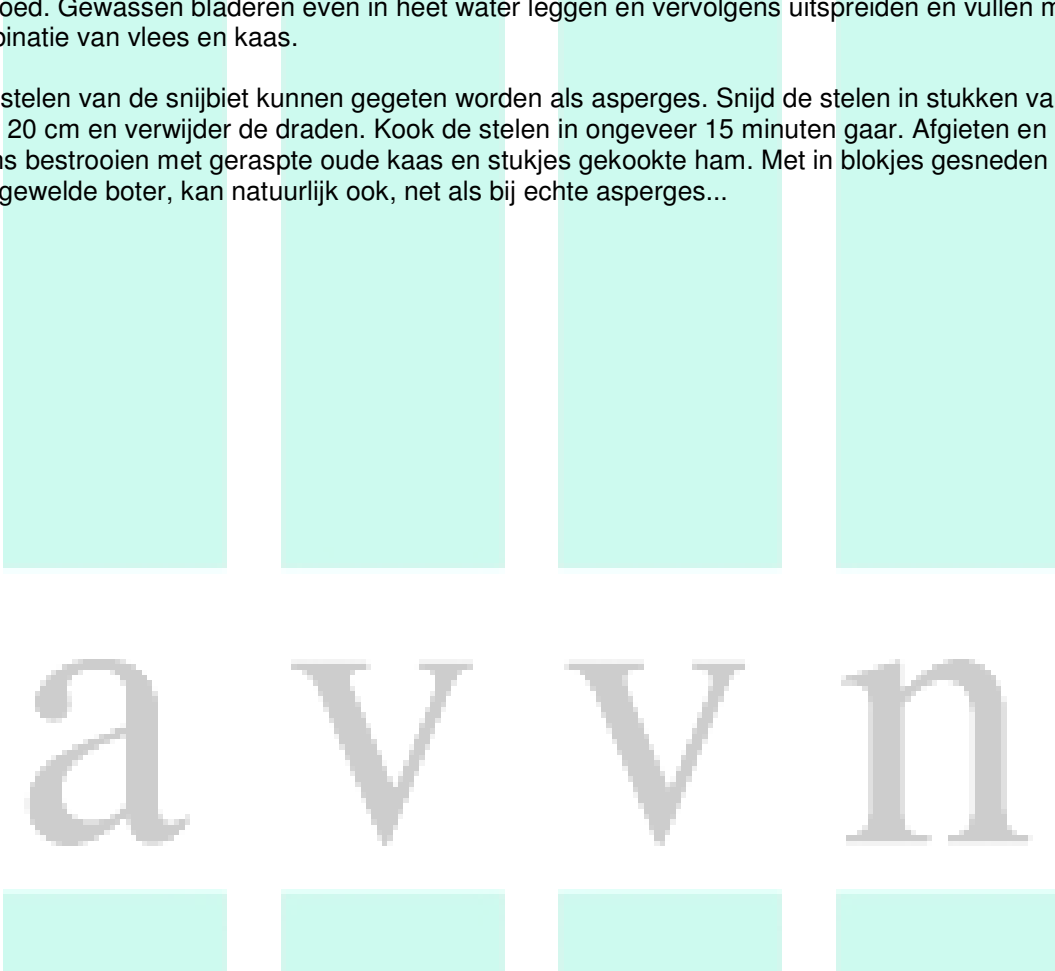 oed. Gewassen bladeren even in heet water leggen en vervolgens uitspreiden en vullen m
binatie van vlees en kaas.
stelen van de snijbiet kunnen gegeten worden als asperges. Snijd de stelen in stukken va
20 cm en verwijder de draden. Kook de stelen in ongeveer 15 minuten gaar. Afgieten en
ns bestrooien met geraspte oude kaas en stukjes gekookte ham. Met in blokjes gesneden
gewelde boter, kan natuurlijk ook, net als bij echte asperges...
a v v n